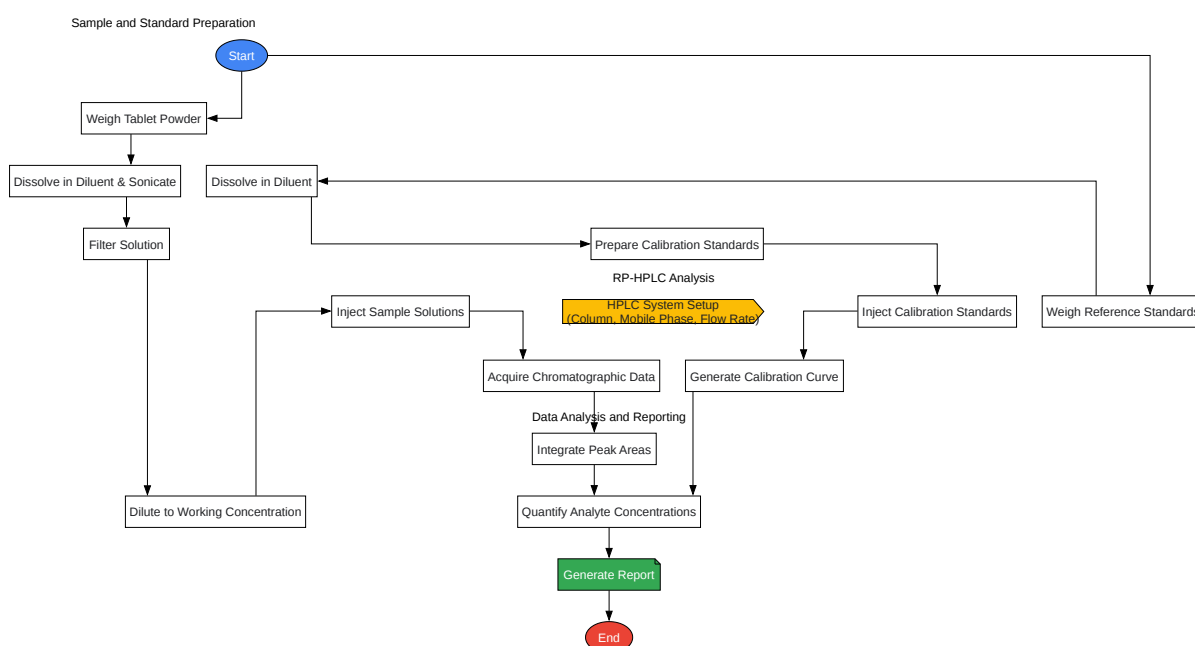 Sample and Standard Preparation
Start
Weigh Tablet Powder
Dissolve in Diluent & Sonicate
Dissolve in Diluent
Filter Solution
Prepare Calibration Standards
RP-HPLC Analysis
HPLC System Setup
(Column, Mobile Phase, Flow Rate)
Inject Sample Solutions
Inject Calibration Standards
Weigh Reference Standards
Acquire Chromatographic Data
Generate Calibration Curve
Data Analysis and Reporting
Integrate Peak Areas
Dilute to Working Concentration
Quantify Analyte Concentrations
Generate Report
End